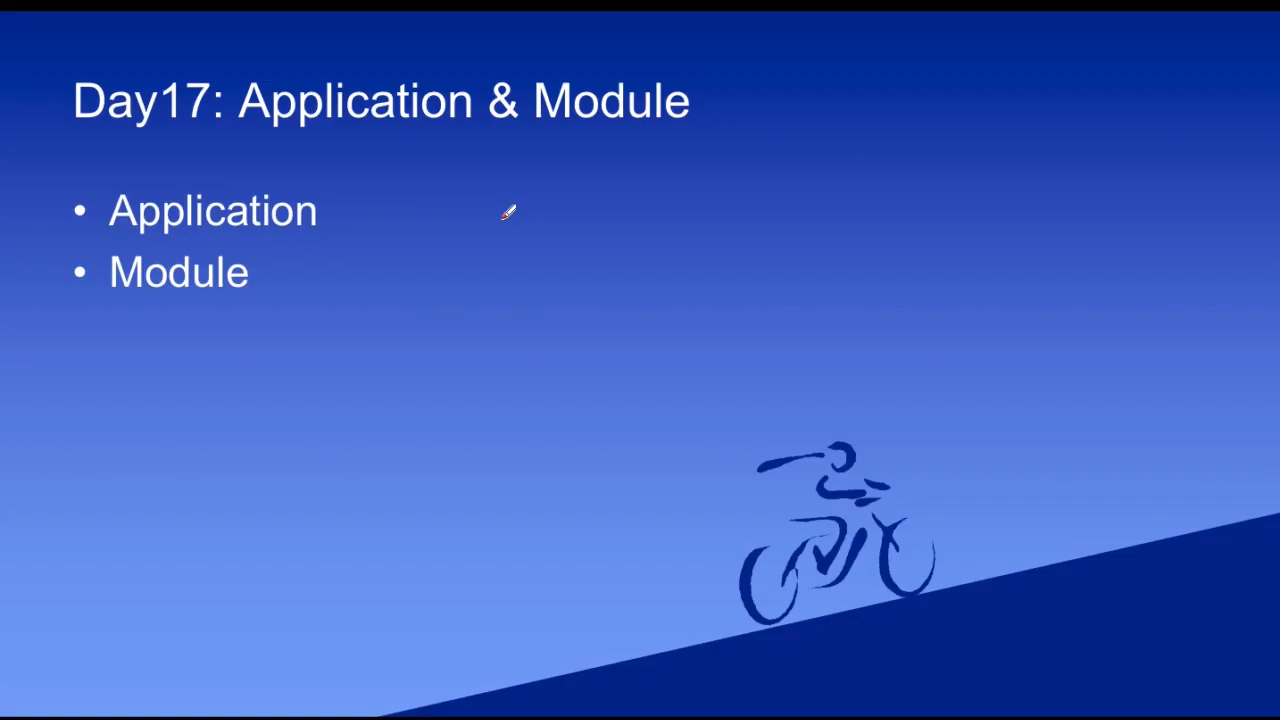 Day17: Application & Module
• Application
• Module